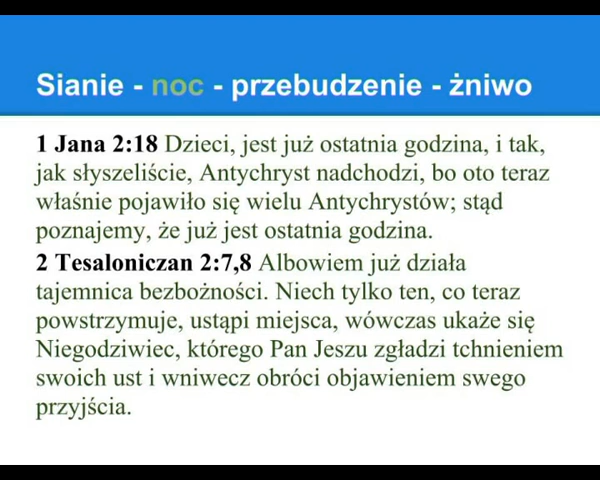 Sianie - noc - przebudzenie - żniwo
1 Jana 2:18 Dzieci, jest już ostatnia godzina, i tak,
jak słyszeliście, Antychryst nadchodzi, bo oto teraz
właśnie pojawiło się wielu Antychrystów; stąd
poznajemy, że już jest ostatnia godzina.
2 Tesaloniczan 2:7,8 Albowiem już działa
tajemnica bezbożności. Niech tylko ten, co teraz
powstrzymuje, ustąpi miejsca, wówczas ukaże się
Niegodziwiec, którego Pan Jeszu zgładzi tchnieniem
swoich ust i wniwecz obróci objawieniem swego
przyjścia.